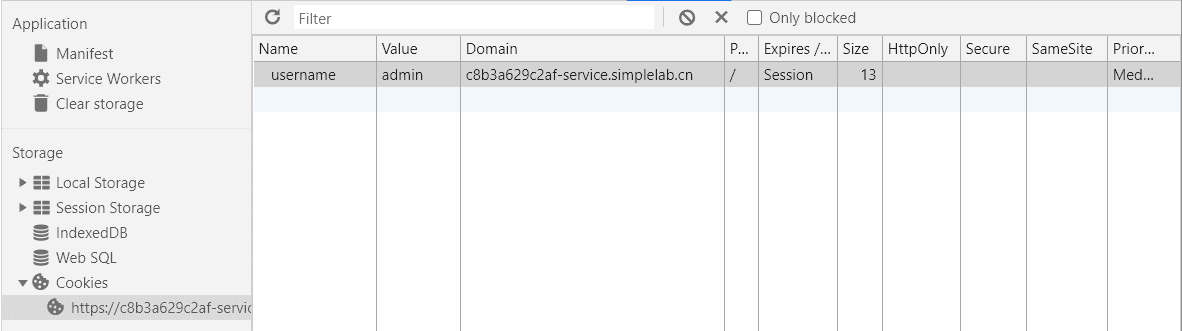 Application
Manifest
Service Workers
Clear storage
Storage
Local Storage
Session Storage
IndexedDB
Web SQL
Cookies
https://c8b3a629c2af-servic
Filter
Only blocked
Name Value Domain P... Expires /... Size HttpOnly Secure SameSite Prior...
username admin c8b3a629c2af-service.simplelab.cn / Session 13 Med...